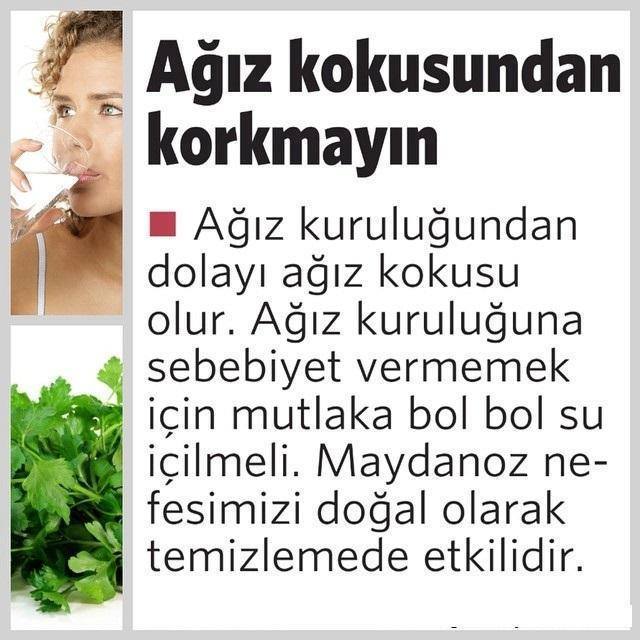 Ağız kokusundan
korkmayın
■ Ağız kuruluğundan
dolayı ağız kokusu
olur. Ağız kuruluğuna
sebebiyet vermemek
için mutlaka bol bol su
içilmeli. Maydanoz ne-
fesimizi doğal olarak
temizlemede etkilidir.